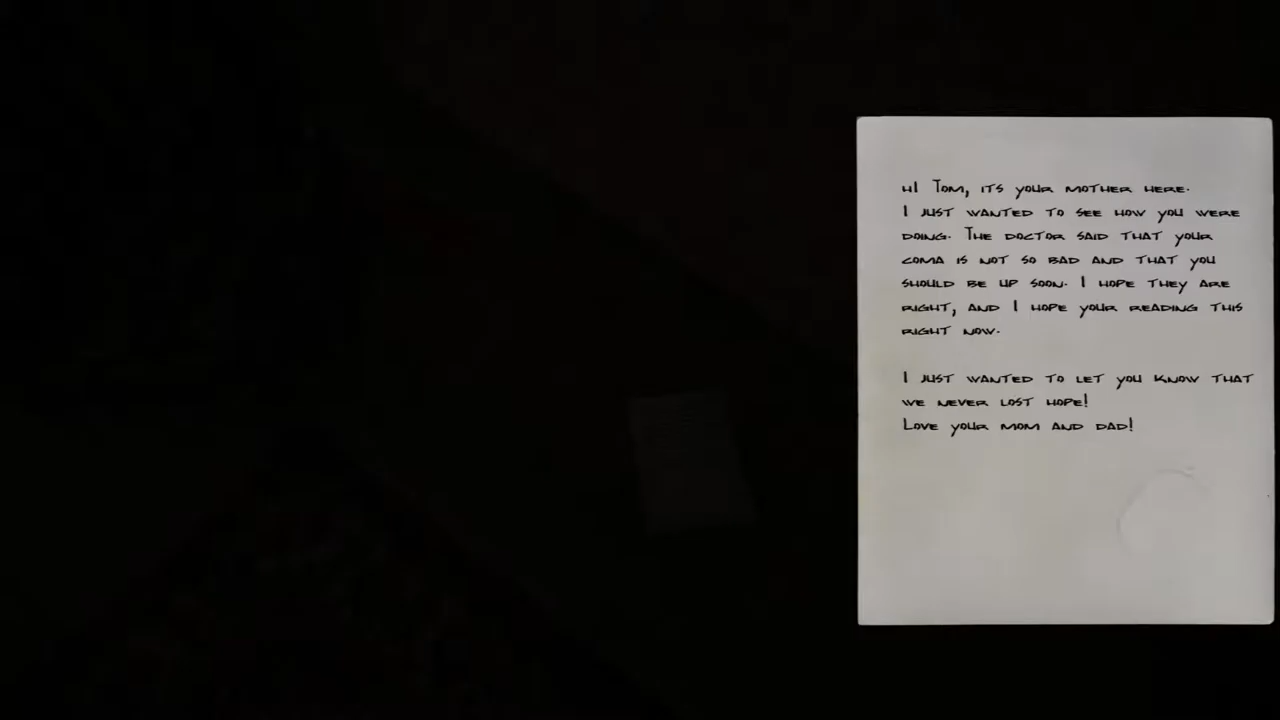 HI TOM, ITS YOUR MOTHER HERE.
I JUST WANTED TO SEE HOW YOU WERE
DOING. THE DOCTOR SAID THAT YOUR
COMA IS NOT SO BAD AND THAT YOU
SHOULD BE UP SOON. I HOPE THEY ARE
RIGHT, AND I HOPE YOUR READING THIS
RIGHT NOW.
I JUST WANTED TO LET YOU KNOW THAT
WE NEVER LOST HOPE!
LOVE YOUR MOM AND DAD!